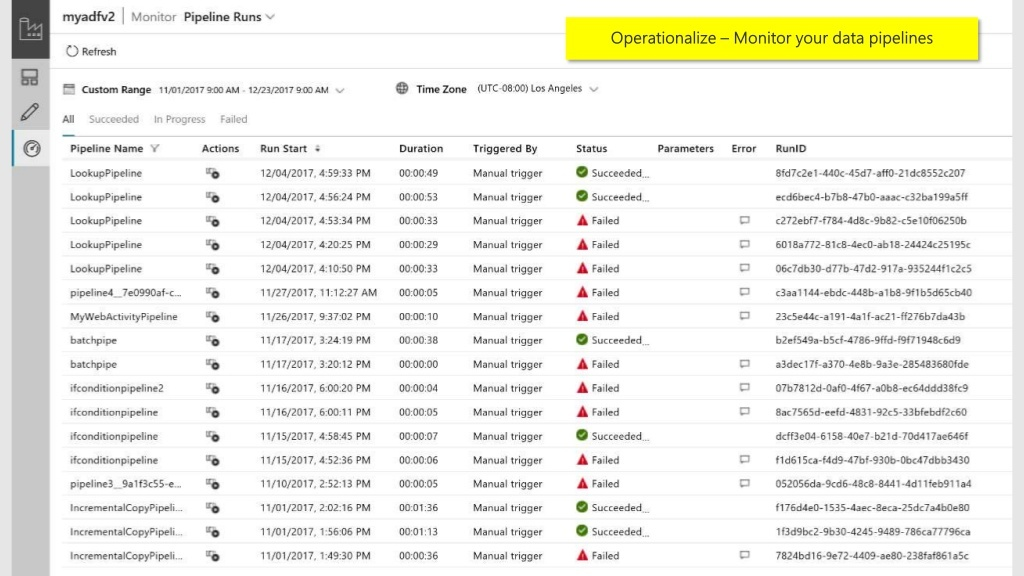 myadfv2 Monitor Pipeline Runs
Operationalize – Monitor your data pipelines
Refresh
Custom Range 11/01/2017 9:00 AM - 12/23/2017 9:00 AM Time Zone (UTC-08:00) Los Angeles
All Succeeded In Progress Failed
Pipeline Name Actions Run Start Duration Triggered By Status Parameters Error RunID
LookupPipeline 12/04/2017, 4:59:33 PM 00:00:49 Manual trigger Succeeded... 8fd7c2e1-440c-45d7-aff0-21dc8552c207
LookupPipeline 12/04/2017, 4:56:24 PM 00:00:53 Manual trigger Succeeded... ecd6bec4-b7b8-47b0-aaac-c32ba199a5ff
LookupPipeline 12/04/2017, 4:53:34 PM 00:00:33 Manual trigger Failed c272ebf7-f784-4d8c-9b82-c5e10f06250b
LookupPipeline 12/04/2017, 4:20:25 PM 00:00:29 Manual trigger Failed 6018a772-81c8-4ec0-ab18-24424c25195c
LookupPipeline 12/04/2017, 4:10:50 PM 00:00:33 Manual trigger Failed 06c7db30-d77b-47d2-917a-935244f1c2c5
pipeline4__7e0990af-c... 11/27/2017, 11:12:27 AM 00:00:05 Manual trigger Failed c3aa1144-ebdc-448b-a1b8-9f1b5d65cb40
MyWebActivityPipeline 11/26/2017, 9:37:02 PM 00:00:10 Manual trigger Failed 23c5e44c-a191-4a1f-ac21-ff276b7da43b
batchpipe 11/17/2017, 3:24:19 PM 00:00:38 Manual trigger Succeeded... b2ef549a-b5cf-4786-9ffd-f9f71948c6d9
batchpipe 11/17/2017, 3:20:12 PM 00:00:00 Manual trigger Failed a3dec17f-a370-4e8b-9a3e-285483680fde
ifconditionpipeline2 11/16/2017, 6:00:20 PM 00:00:04 Manual trigger Failed 07b7812d-0af0-4f67-a0b8-ec64ddd38fc9
ifconditionpipeline 11/16/2017, 6:00:11 PM 00:00:05 Manual trigger Failed 8ac7565d-eefd-4831-92c5-33bfebdf2c60
ifconditionpipeline 11/15/2017, 4:58:45 PM 00:00:07 Manual trigger Succeeded... dcff3e04-6158-40e7-b21d-70d417ae646f
ifconditionpipeline 11/15/2017, 4:52:36 PM 00:00:06 Manual trigger Failed f1d615ca-f4d9-47bf-930b-0bc47dbb3430
pipeline3__9a1f3c55-e... 11/10/2017, 2:52:13 PM 00:00:05 Manual trigger Failed 052056da-9cd6-48c8-8441-4d11feb911a4
IncrementalCopyPipeli... 11/01/2017, 2:02:16 PM 00:01:36 Manual trigger Succeeded... f176d4e0-1535-4aec-8eca-25dc7a4b0e80
IncrementalCopyPipeli... 11/01/2017, 1:56:06 PM 00:01:13 Manual trigger Succeeded... 1f3d9bc2-9b30-4245-9489-786ca77796ca
IncrementalCopyPipeli... 11/01/2017, 1:49:30 PM 00:00:36 Manual trigger Failed 7824bd16-9e72-4409-ae80-238faf861a5c